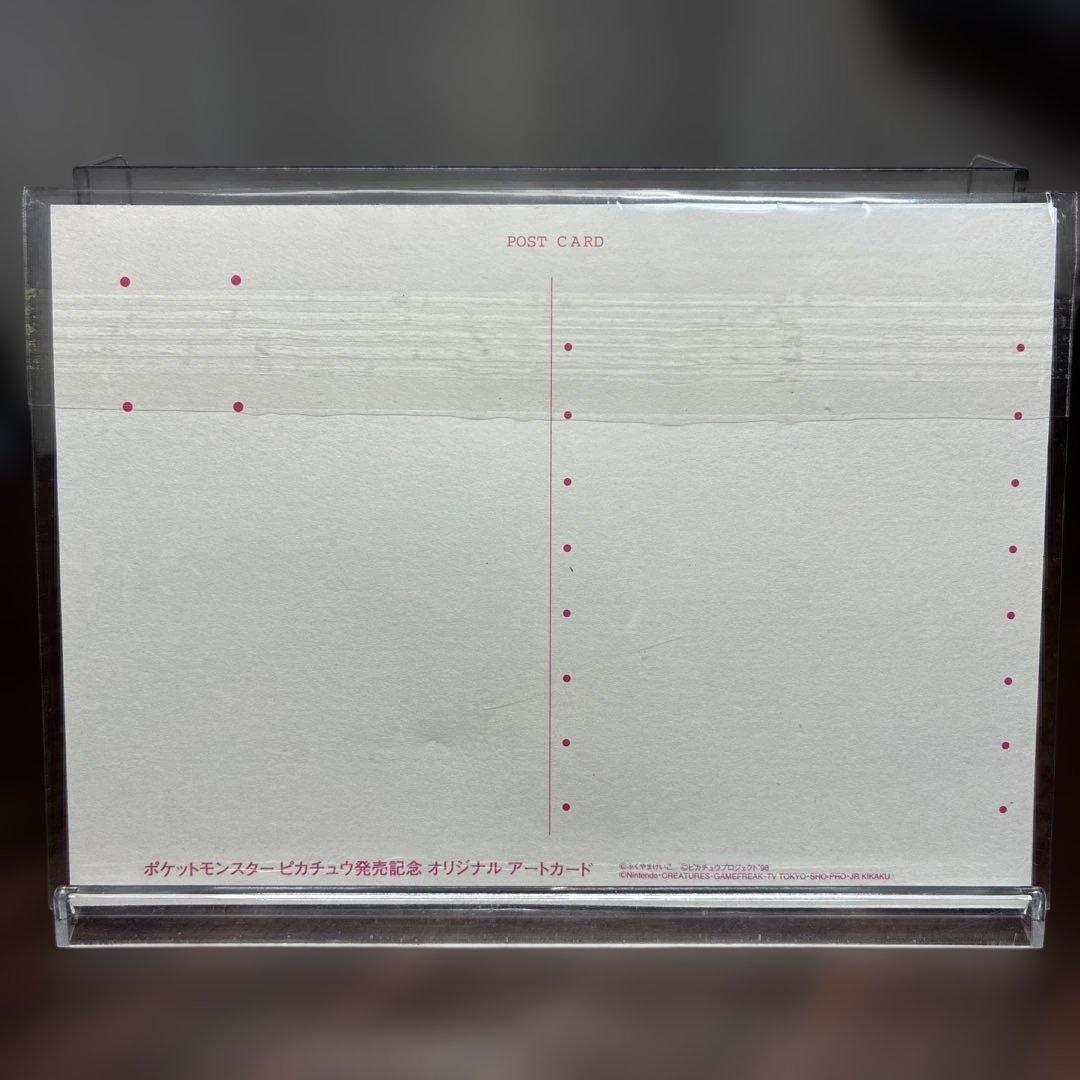 POST CARD
ポケットモンスター ピカチュウ発売記念 オリジナル アートカード
©ふくやまけいこ ©ピカチュウプロジェクト'98
©Nintendo・CREATURES・GAMEFREAK・TV TOKYO・SHO-PRO・JR KIKAKU